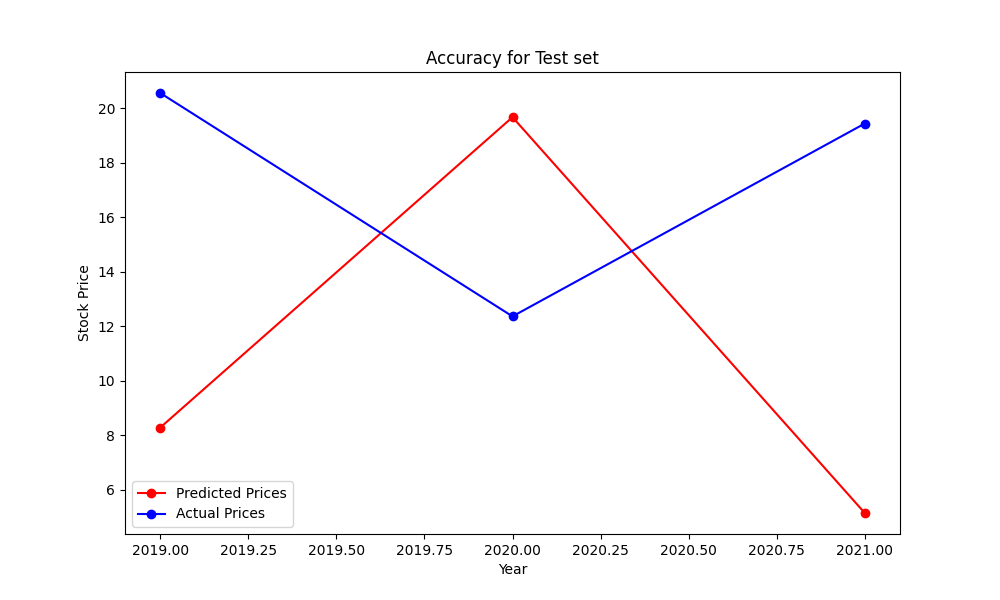 Accuracy for Test set
Stock Price
20
18
16
14
12
10
8
6
Predicted Prices
Actual Prices
2019.00 2019.25 2019.50 2019.75 2020.00 2020.25 2020.50 2020.75 2021.00
Year